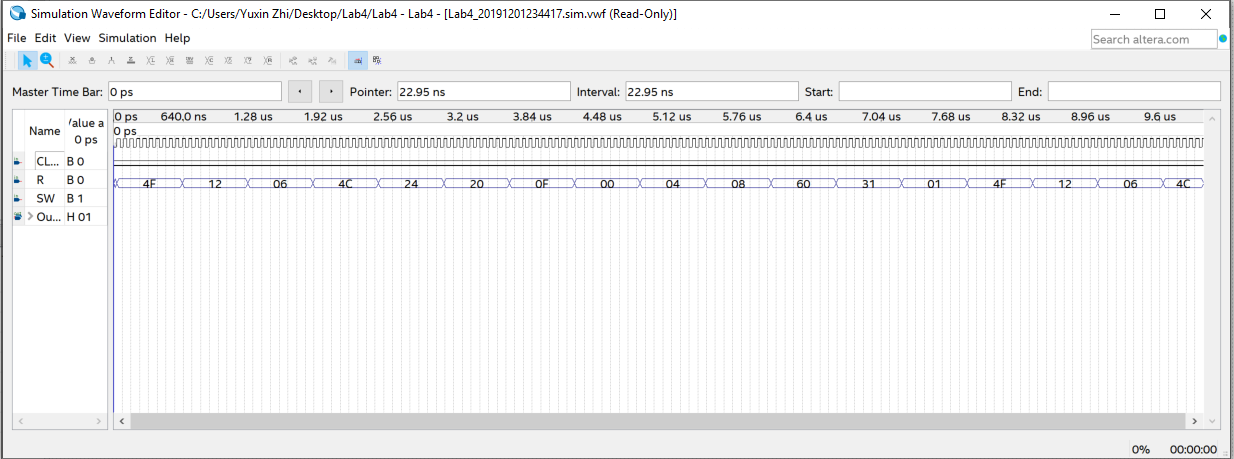 Simulation Waveform Editor - C:/Users/Yuxin Zhi/Desktop/Lab4/Lab4 - Lab4 - [Lab4_20191201234417.sim.vwf (Read-Only)]
File Edit View Simulation Help
Search altera.com
Master Time Bar: 0 ps Pointer: 22.95 ns Interval: 22.95 ns Start: End:
Name Value a 0 ps
0 ps 640,0 ns 1.28 us 1.92 us 2.56 us 3.2 us 3.84 us 4.48 us 5.12 us 5.76 us 6.4 us 7.04 us 7.68 us 8.32 us 8.96 us 9.6 us
0 ps
CL... B 0
R B 0
4F 12 06 4C 24 20 0F 00 04 08 60 31 01 4F 12 06 4C
SW B 1
Ou... H 01
0% 00:00:00